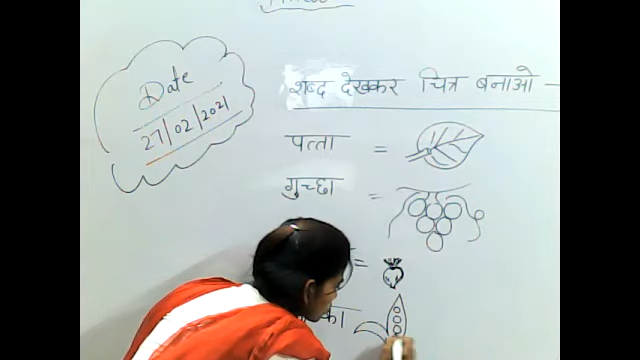 Date
27/02/2021
शब्द देखकर चित्र बनाओ —
पत्ता =
गुच्छा =
=